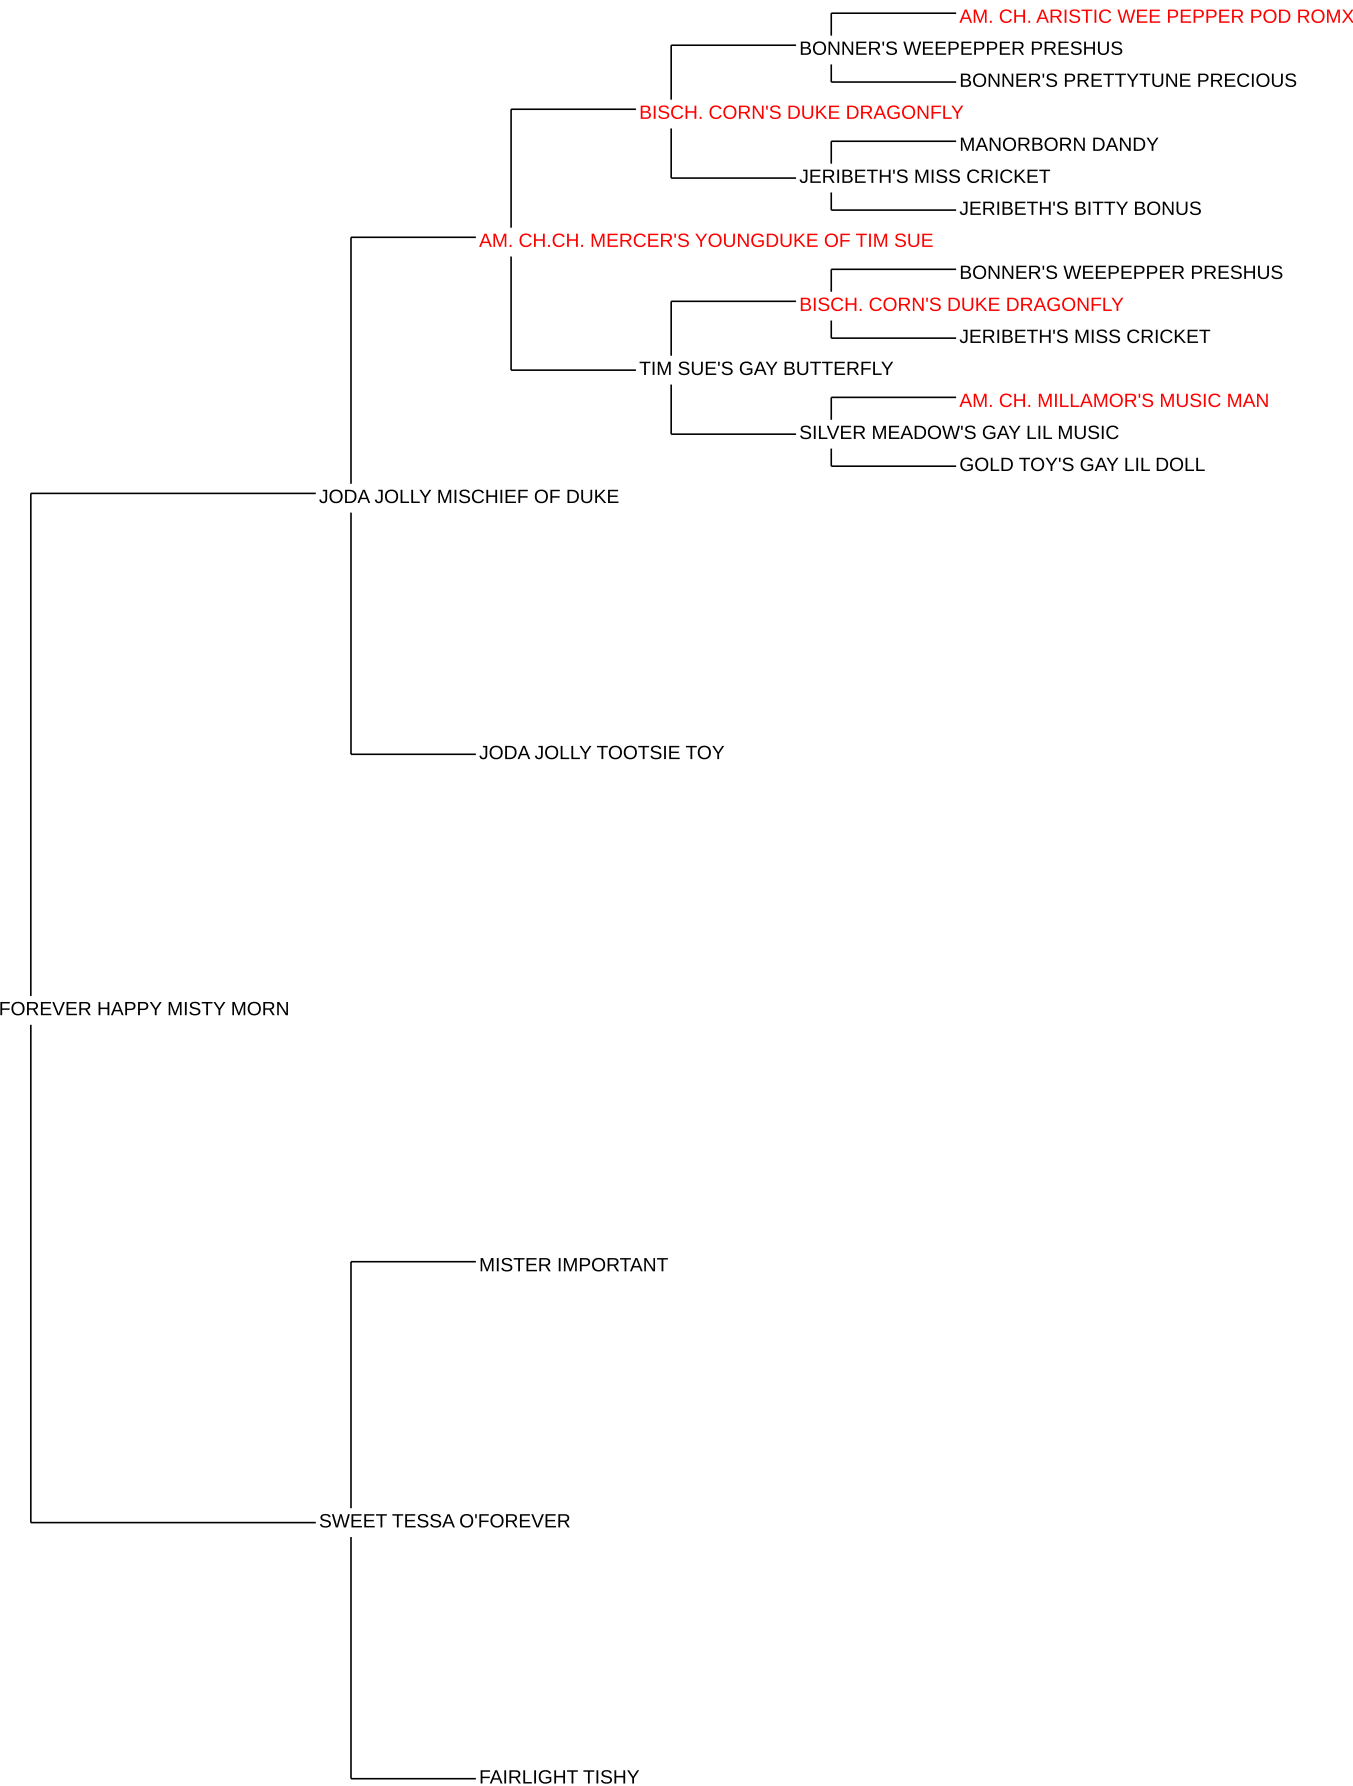 AM. CH. ARISTIC WEE PEPPER POD ROMX
BONNER'S WEEPEPPER PRESHUS
BONNER'S PRETTYTUNE PRECIOUS
BISCH. CORN'S DUKE DRAGONFLY
MANORBORN DANDY
JERIBETH'S MISS CRICKET
JERIBETH'S BITTY BONUS
AM. CH.CH. MERCER'S YOUNGDUKE OF TIM SUE
BONNER'S WEEPEPPER PRESHUS
BISCH. CORN'S DUKE DRAGONFLY
JERIBETH'S MISS CRICKET
TIM SUE'S GAY BUTTERFLY
AM. CH. MILLAMOR'S MUSIC MAN
SILVER MEADOW'S GAY LIL MUSIC
GOLD TOY'S GAY LIL DOLL
JODA JOLLY MISCHIEF OF DUKE
JODA JOLLY TOOTSIE TOY
FOREVER HAPPY MISTY MORN
MISTER IMPORTANT
SWEET TESSA O'FOREVER
FAIRLIGHT TISHY